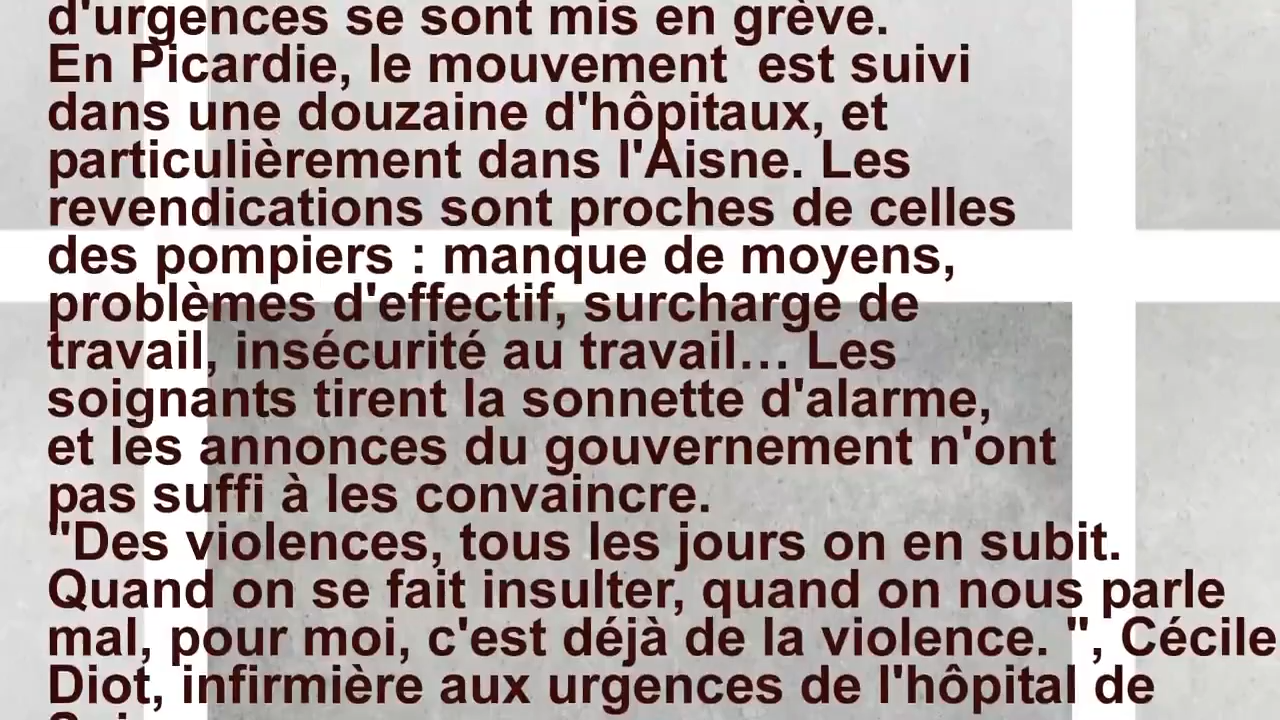 d'urgences se sont mis en grève.
En Picardie, le mouvement  est suivi
dans une douzaine d'hôpitaux, et
particulièrement dans l'Aisne. Les
revendications sont proches de celles
des pompiers : manque de moyens,
problèmes d'effectif, surcharge de
travail, insécurité au travail… Les
soignants tirent la sonnette d'alarme,
et les annonces du gouvernement n'ont
pas suffi à les convaincre.
"Des violences, tous les jours on en subit.
Quand on se fait insulter, quand on nous parle
mal, pour moi, c'est déjà de la violence. ", Cécile
Diot, infirmière aux urgences de l'hôpital de